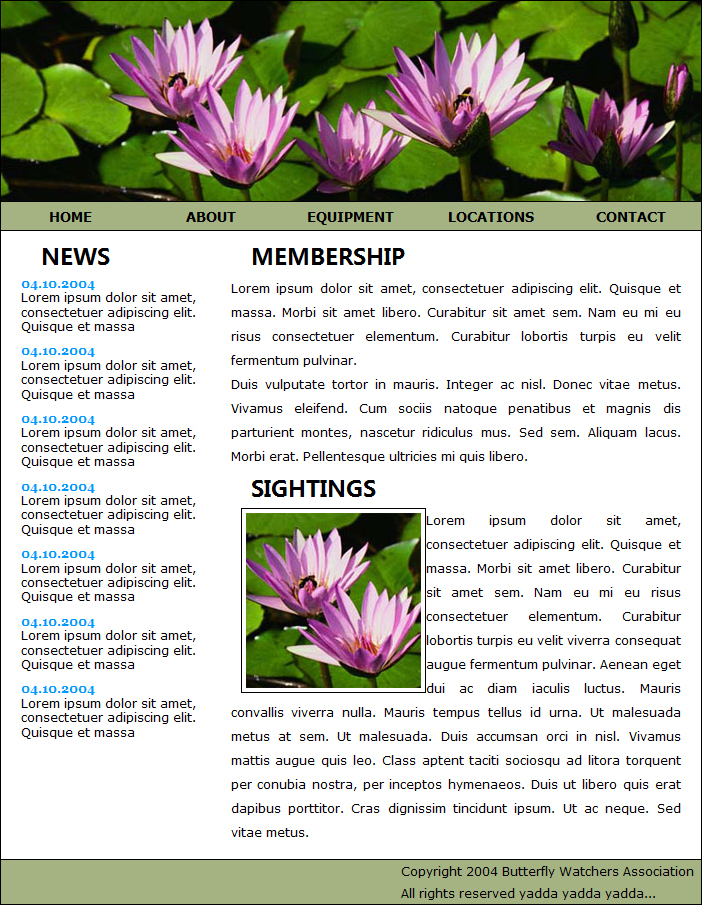 HOME ABOUT EQUIPMENT LOCATIONS CONTACT
NEWS
04.10.2004
Lorem ipsum dolor sit amet,
consectetuer adipiscing elit.
Quisque et massa
04.10.2004
Lorem ipsum dolor sit amet,
consectetuer adipiscing elit.
Quisque et massa
04.10.2004
Lorem ipsum dolor sit amet,
consectetuer adipiscing elit.
Quisque et massa
04.10.2004
Lorem ipsum dolor sit amet,
consectetuer adipiscing elit.
Quisque et massa
04.10.2004
Lorem ipsum dolor sit amet,
consectetuer adipiscing elit.
Quisque et massa
04.10.2004
Lorem ipsum dolor sit amet,
consectetuer adipiscing elit.
Quisque et massa
04.10.2004
Lorem ipsum dolor sit amet,
consectetuer adipiscing elit.
Quisque et massa
MEMBERSHIP
Lorem ipsum dolor sit amet, consectetuer adipiscing elit. Quisque et
massa. Morbi sit amet libero. Curabitur sit amet sem. Nam eu mi eu
risus consectetuer elementum. Curabitur lobortis turpis eu velit
fermentum pulvinar.
Duis vulputate tortor in mauris. Integer ac nisl. Donec vitae metus.
Vivamus eleifend. Cum sociis natoque penatibus et magnis dis
parturient montes, nascetur ridiculus mus. Sed sem. Aliquam lacus.
Morbi erat. Pellentesque ultricies mi quis libero.
SIGHTINGS
Lorem ipsum dolor sit amet,
consectetuer adipiscing elit. Quisque et
massa. Morbi sit amet libero. Curabitur
sit amet sem. Nam eu mi eu risus
consectetuer elementum. Curabitur
lobortis turpis eu velit viverra consequat
augue fermentum pulvinar. Aenean eget
dui ac diam iaculis luctus. Mauris
convallis viverra nulla. Mauris tempus tellus id urna. Ut malesuada
metus at sem. Ut malesuada. Duis accumsan orci in nisl. Vivamus
mattis augue quis leo. Class aptent taciti sociosqu ad litora torquent
per conubia nostra, per inceptos hymenaeos. Duis ut libero quis erat
dapibus porttitor. Cras dignissim tincidunt ipsum. Ut ac neque. Sed
vitae metus.
Copyright 2004 Butterfly Watchers Association
All rights reserved yadda yadda yadda...